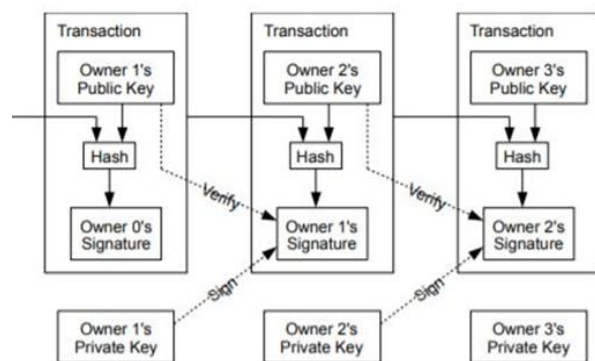 Transaction
Owner 1's
Public Key
Hash
Owner 0's
Signature
Transaction
Owner 2's
Public Key
Hash
Verify
Owner 1's
Signature
Transaction
Owner 3's
Public Key
Hash
Verify
Owner 2's
Signature
Owner 1's
Private Key
Sign
Owner 2's
Private Key
Sign
Owner 3's
Private Key